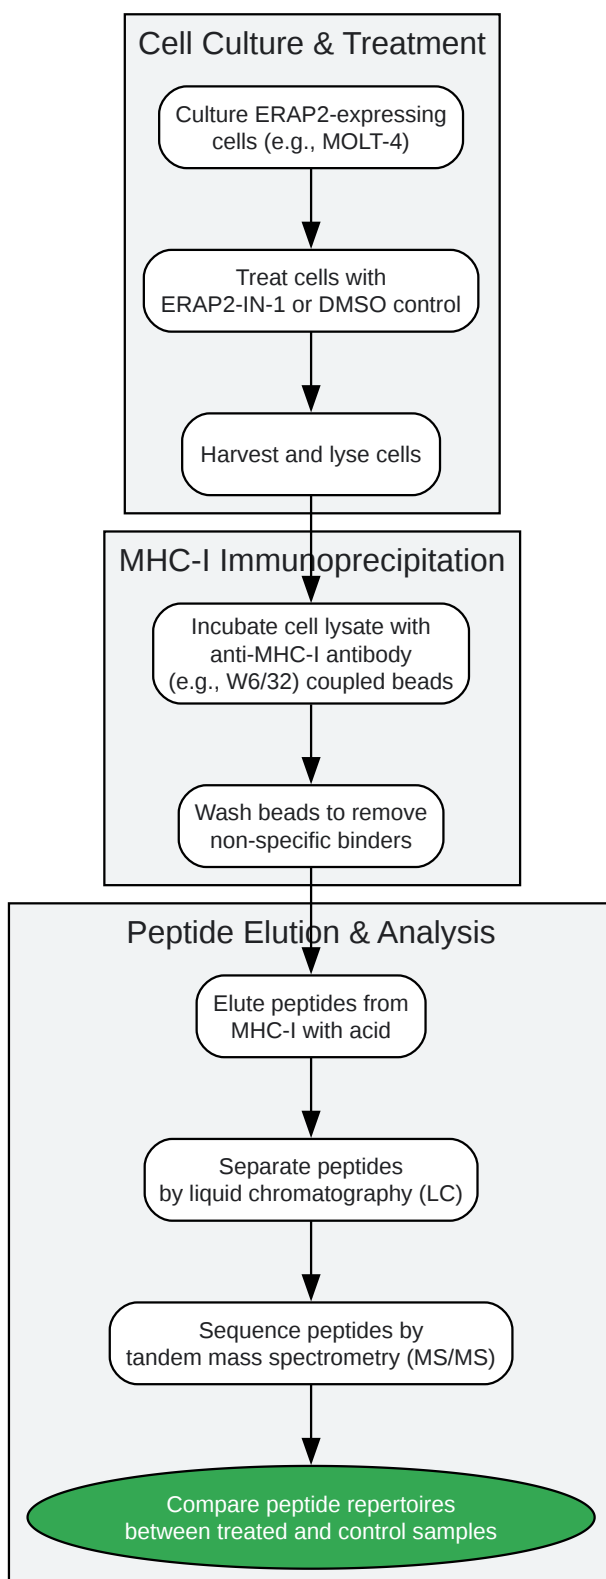 Cell Culture & Treatment
Culture ERAP2-expressing
cells (e.g., MOLT-4)
Treat cells with
ERAP2-IN-1 or DMSO control
Harvest and lyse cells
MHC-I Immunoprecipitation
Incubate cell lysate with
anti-MHC-I antibody
(e.g., W6/32) coupled beads
Wash beads to remove
non-specific binders
Peptide Elution & Analysis
Elute peptides from
MHC-I with acid
Separate peptides
by liquid chromatography (LC)
Sequence peptides by
tandem mass spectrometry (MS/MS)
Compare peptide repertoires
between treated and control samples